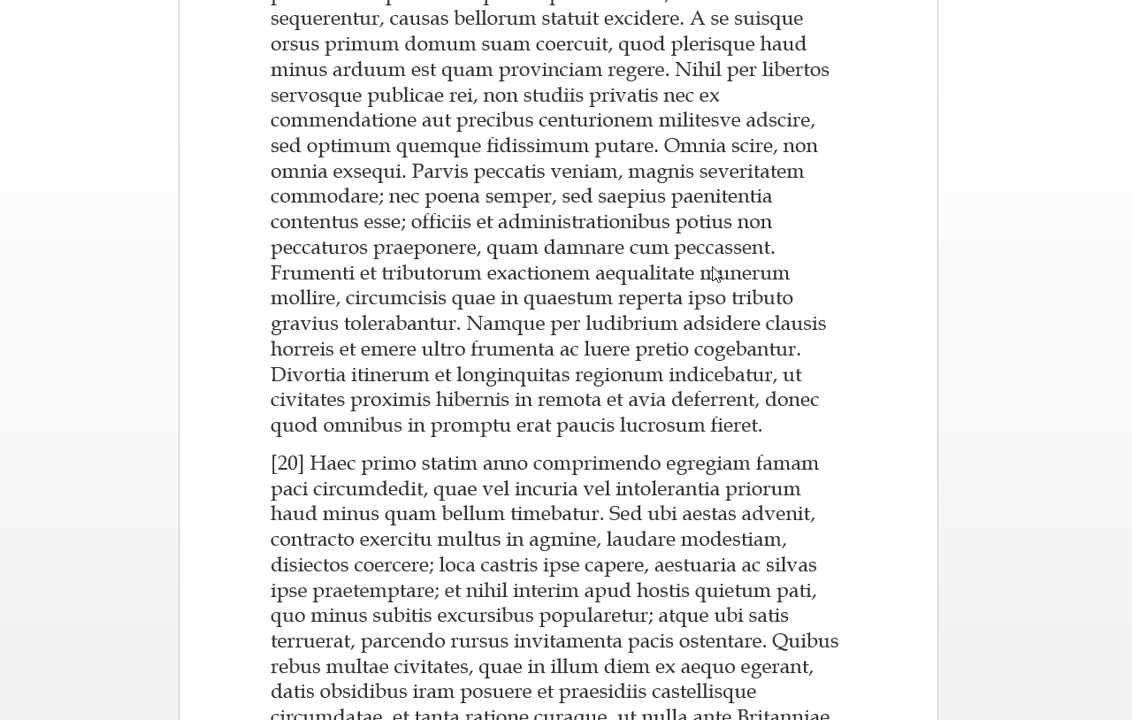 sequerentur, causas bellorum statuit excidere. A se suisque
orsus primum domum suam coercuit, quod plerisque haud
minus arduum est quam provinciam regere. Nihil per libertos
servosque publicae rei, non studiis privatis nec ex
commendatione aut precibus centurionem militesve adscire,
sed optimum quemque fidissimum putare. Omnia scire, non
omnia exsequi. Parvis peccatis veniam, magnis severitatem
commodare; nec poena semper, sed saepius paenitentia
contentus esse; officiis et administrationibus potius non
peccaturos praeponere, quam damnare cum peccassent.
Frumenti et tributorum exactionem aequalitate munerum
mollire, circumcisis quae in quaestum reperta ipso tributo
gravius tolerabantur. Namque per ludibrium adsidere clausis
horreis et emere ultro frumenta ac luere pretio cogebantur.
Divortia itinerum et longinquitas regionum indicebatur, ut
civitates proximis hibernis in remota et avia deferrent, donec
quod omnibus in promptu erat paucis lucrosum fieret.
[20] Haec primo statim anno comprimendo egregiam famam
paci circumdedit, quae vel incuria vel intolerantia priorum
haud minus quam bellum timebatur. Sed ubi aestas advenit,
contracto exercitu multus in agmine, laudare modestiam,
disiectos coercere; loca castris ipse capere, aestuaria ac silvas
ipse praetemptare; et nihil interim apud hostis quietum pati,
quo minus subitis excursibus popularetur; atque ubi satis
terruerat, parcendo rursus invitamenta pacis ostentare. Quibus
rebus multae civitates, quae in illum diem ex aequo egerant,
datis obsidibus iram posuere et praesidiis castellisque
circumdatae, et tanta ratione curaque, ut nulla ante Britanniae